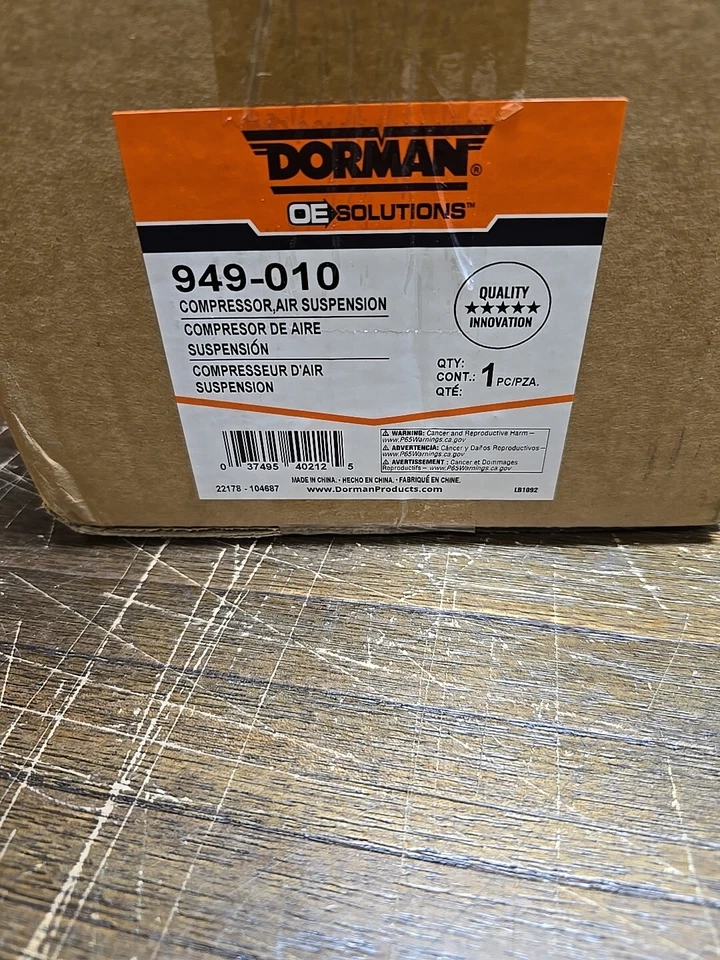 DORMAN®
OE SOLUTIONS™
949-010
COMPRESSOR,AIR SUSPENSION
COMPRESOR DE AIRE
SUSPENSIÓN
COMPRESSEUR D'AIR
SUSPENSION
QUALITY
★★★★★
INNOVATION
QTY:
CONT.: 1 PC/PZA.
QTÉ:
0 37495 40212 5
22178 - 104687
⚠ WARNING: Cancer and Reproductive Harm –
www.P65Warnings.ca.gov
⚠ ADVERTENCIA: Cáncer y Daños Reproductivos –
www.P65Warnings.ca.gov
⚠ AVERTISSEMENT : Cancer et Dommages
Reproductifs – www.P65Warnings.ca.gov
MADE IN CHINA. • HECHO EN CHINA. • FABRIQUÉ EN CHINE.
www.DormanProducts.com
LB1092